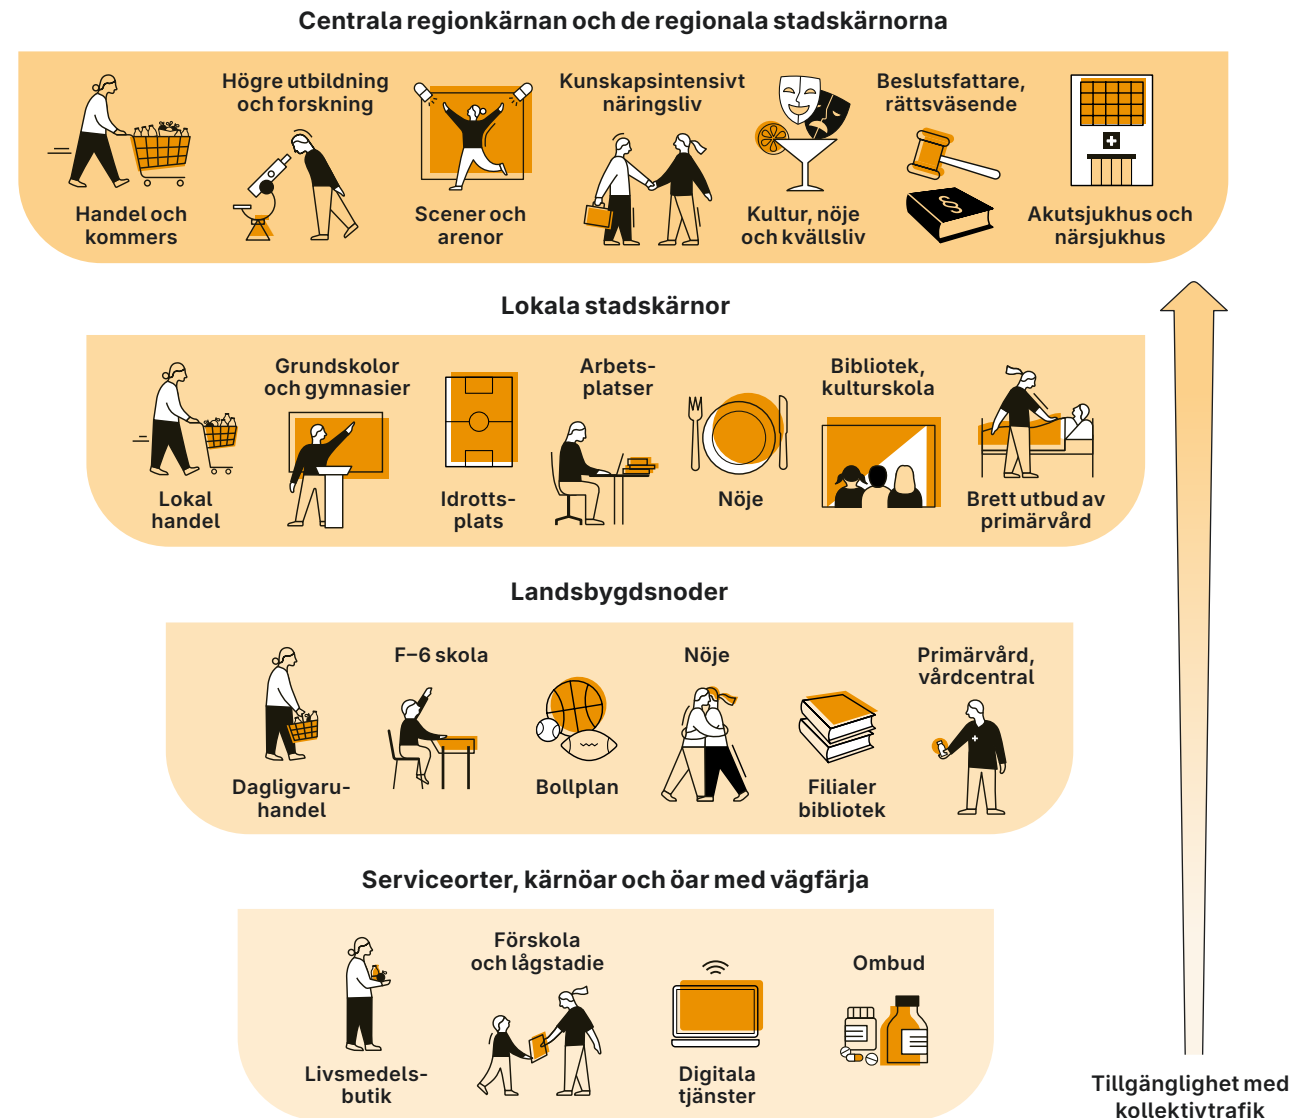 Centrala regionkärnan och de regionala stadskärnorna
Handel och
kommers
Högre utbildning
och forskning
Scener och
arenor
Kunskapsintensivt
näringsliv
Kultur, nöje
och kvällsliv
Beslutsfattare,
rättsväsende
§
Akutsjukhus och
närsjukhus
Lokala stadskärnor
Lokal
handel
Grundskolor
och gymnasier
Idrotts-
plats
Arbets-
platser
Nöje
Bibliotek,
kulturskola
Brett utbud av
primärvård
Landsbygdsnoder
Dagligvaru-
handel
F–6 skola
Bollplan
Nöje
Filialer
bibliotek
Primärvård,
vårdcentral
Serviceorter, kärnöar och öar med vägfärja
Livsmedels-
butik
Förskola
och lågstadie
Digitala
tjänster
Ombud
Tillgänglighet med
kollektivtrafik